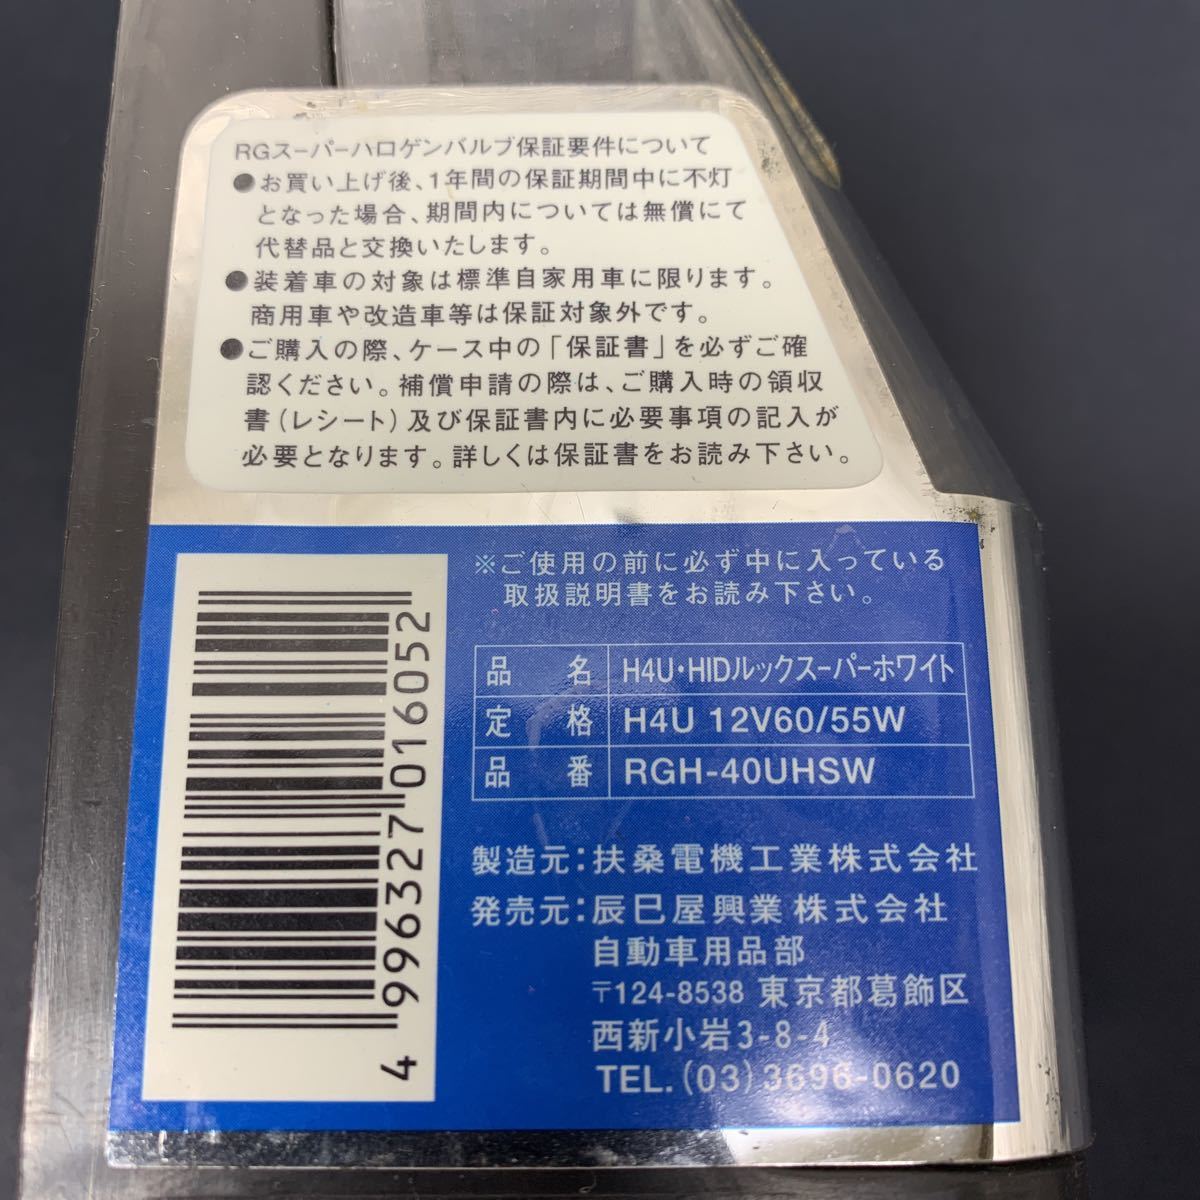 RGスーパーハロゲンバルブ保証要件について
●お買い上げ後、1年間の保証期間中に不灯
となった場合、期間内については無償にて
代替品と交換いたします。
●装着車の対象は標準自家用車に限ります。
商用車や改造車等は保証対象外です。
●ご購入の際、ケース中の「保証書」を必ずご確
認ください。補償申請の際は、ご購入時の領収
書(レシート)及び保証書内に必要事項の記入が
必要となります。詳しくは保証書をお読み下さい。
※ご使用の前に必ず中に入っている
取扱説明書をお読み下さい。
品 名 H4U・HIDルックスーパーホワイト
定 格 H4U 12V60/55W
品 番 RGH-40UHSW
製造元:扶桑電機工業株式会社
発売元:辰巳屋興業株式会社
自動車用品部
〒124-8538 東京都葛飾区
西新小岩3-8-4
TEL.(03)3696-0620
4996327016052